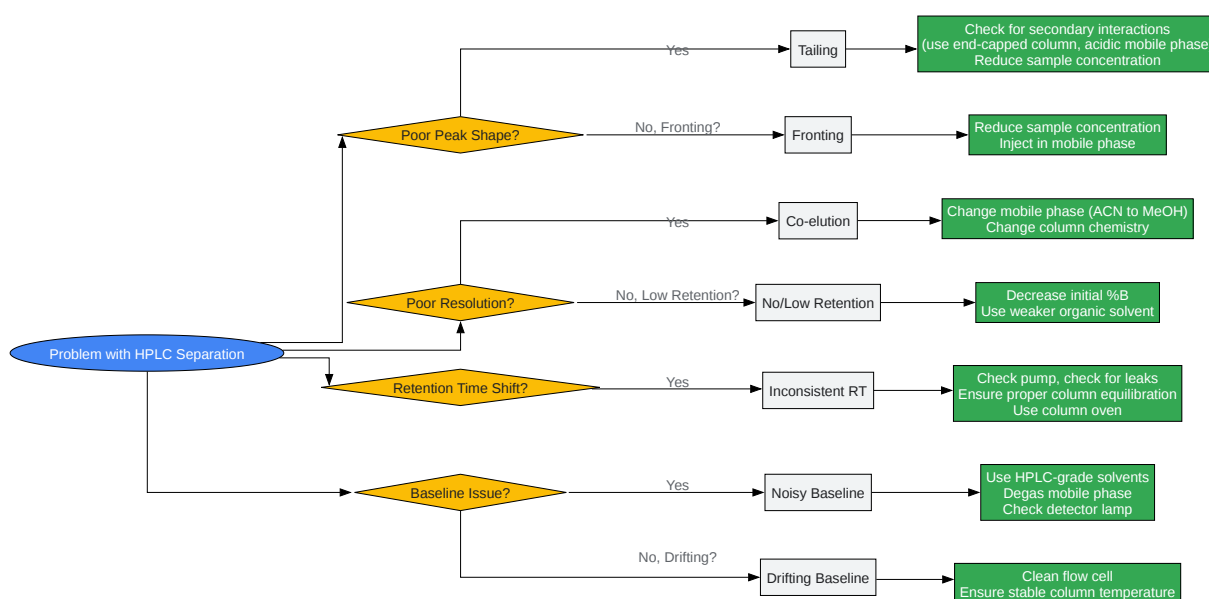 Check for secondary interactions
(use end-capped column, acidic mobile phase
Reduce sample concentration
Yes
Tailing
Poor Peak Shape?
No, Fronting?
Fronting
Reduce sample concentration
Inject in mobile phase
Yes
Co-elution
Change mobile phase (ACN to MeOH)
Change column chemistry
Poor Resolution?
No, Low Retention?
No/Low Retention
Decrease initial %B
Use weaker organic solvent
Problem with HPLC Separation
Retention Time Shift?
Yes
Inconsistent RT
Check pump, check for leaks
Ensure proper column equilibration
Use column oven
Baseline Issue?
Yes
Noisy Baseline
Use HPLC-grade solvents
Degas mobile phase
Check detector lamp
No, Drifting?
Drifting Baseline
Clean flow cell
Ensure stable column temperature